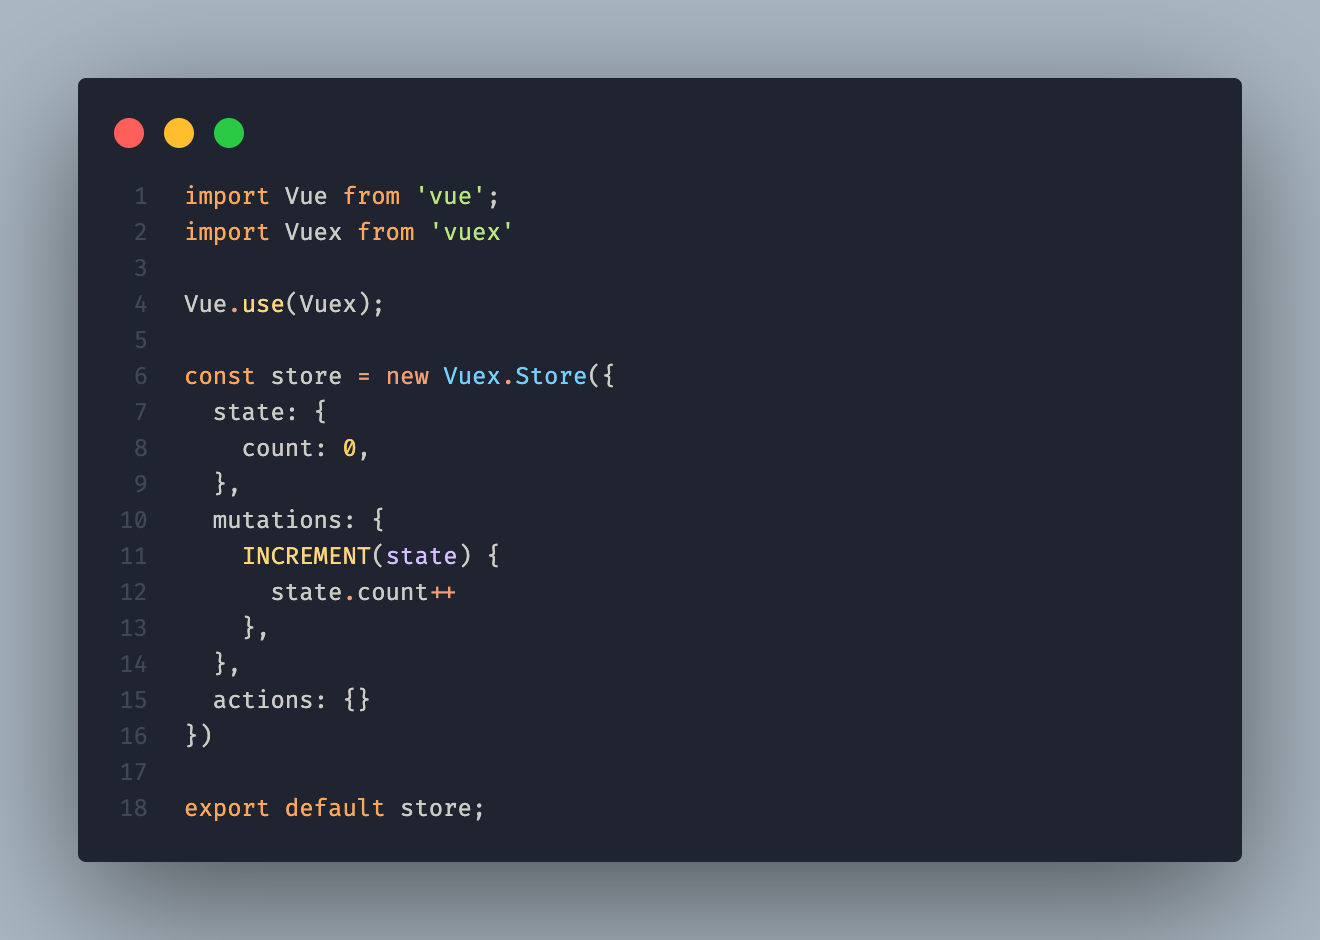 1 import Vue from 'vue';
2 import Vuex from 'vuex'
3
4 Vue.use(Vuex);
5
6 const store = new Vuex.Store({
7   state: {
8     count: 0,
9   },
10   mutations: {
11     INCREMENT(state) {
12       state.count++
13     },
14   },
15   actions: {}
16 })
17
18 export default store;